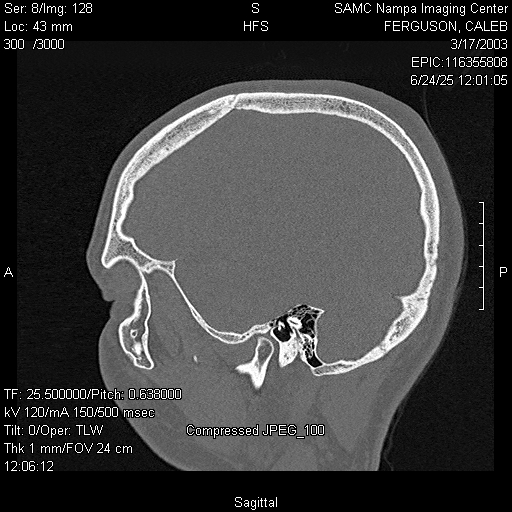 Ser: 8/Img: 128
S
SAMC Nampa Imaging Center
Loc: 43 mm
HFS
FERGUSON, CALEB
300 /3000
3/17/2003
EPIC:116355808
6/24/25 12:01:05
A
P
TF: 25.500000/Pitch: 0.638000
kV 120/mA 150/500 msec
Tilt: 0/Oper: TLW
Compressed JPEG_100
Thk 1 mm/FOV 24 cm
12:06:12
Sagittal